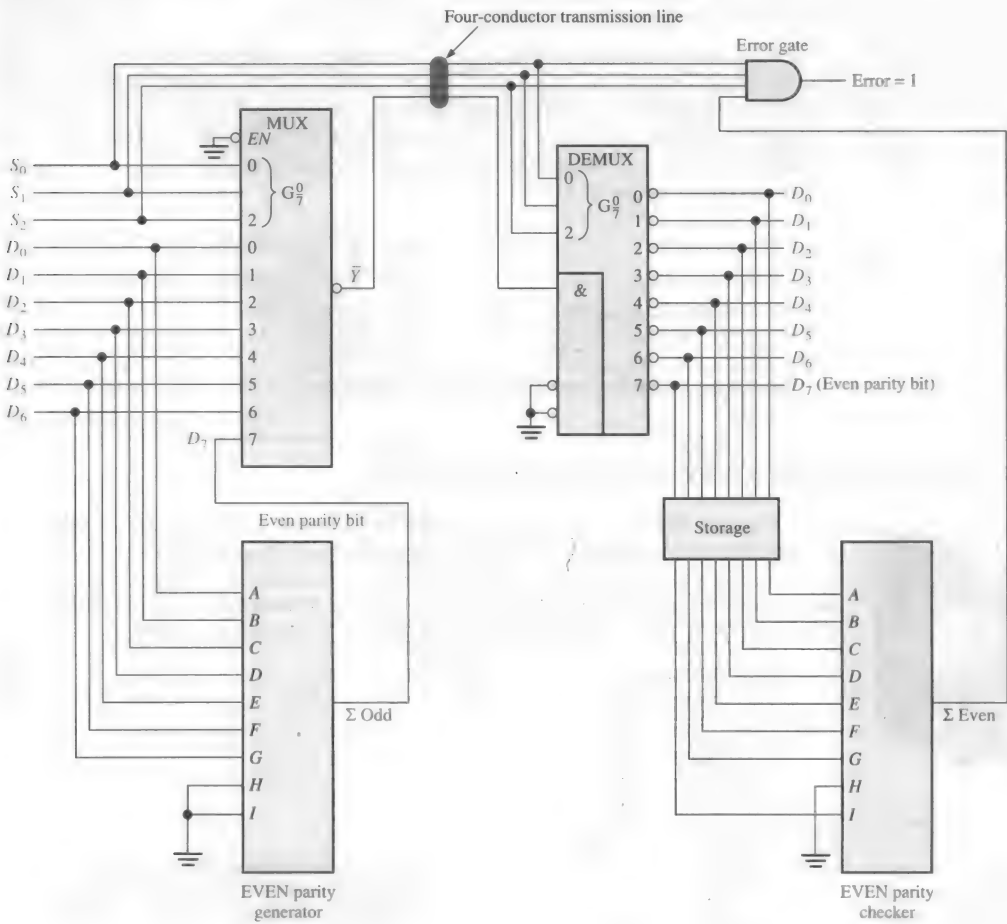 Four-conductor transmission line
Error gate
Error = 1
MUX
EN
S₀
S₁
S₂
D₀
D₁
D₂
D₃
D₄
D₅
D₆
D₇
0
2
G 0/7
0
1
2
3
4
5
6
7
Y̅
DEMUX
0
2
G 0/7
&
0
1
2
3
4
5
6
7
D₀
D₁
D₂
D₃
D₄
D₅
D₆
D₇ (Even parity bit)
Even parity bit
Storage
A
B
C
D
E
F
G
H
I
Σ Odd
EVEN parity
generator
A
B
C
D
E
F
G
H
I
Σ Even
EVEN parity
checker